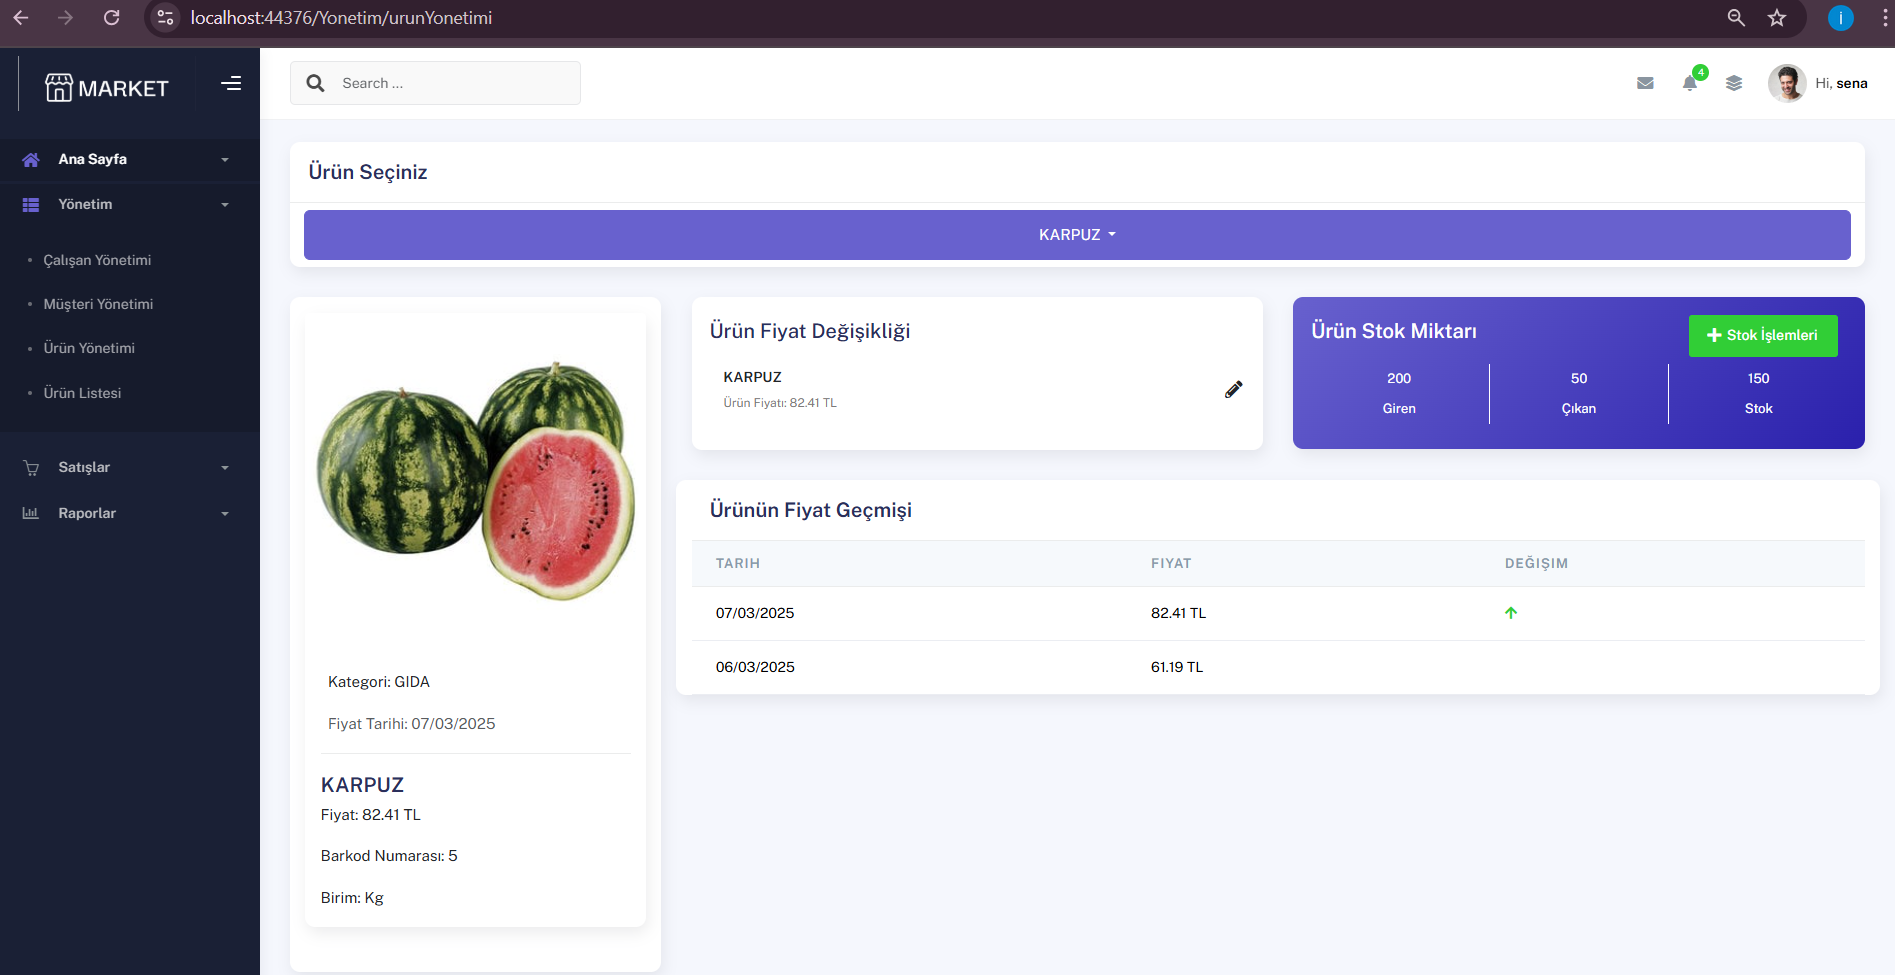 localhost:44376/Yonetim/urunYonetimi
i
MARKET
Search ...
4
Hi, sena
Ana Sayfa
Yönetim
Çalışan Yönetimi
Müşteri Yönetimi
Ürün Yönetimi
Ürün Listesi
Satışlar
Raporlar
Ürün Seçiniz
KARPUZ
Kategori: GIDA
Fiyat Tarihi: 07/03/2025
KARPUZ
Fiyat: 82.41 TL
Barkod Numarası: 5
Birim: Kg
Ürün Fiyat Değişikliği
KARPUZ
Ürün Fiyatı: 82.41 TL
Ürün Stok Miktarı
Stok İşlemleri
200 50 150
Giren Çıkan Stok
Ürünün Fiyat Geçmişi
TARIH FIYAT DEĞIŞIM
07/03/2025 82.41 TL
06/03/2025 61.19 TL